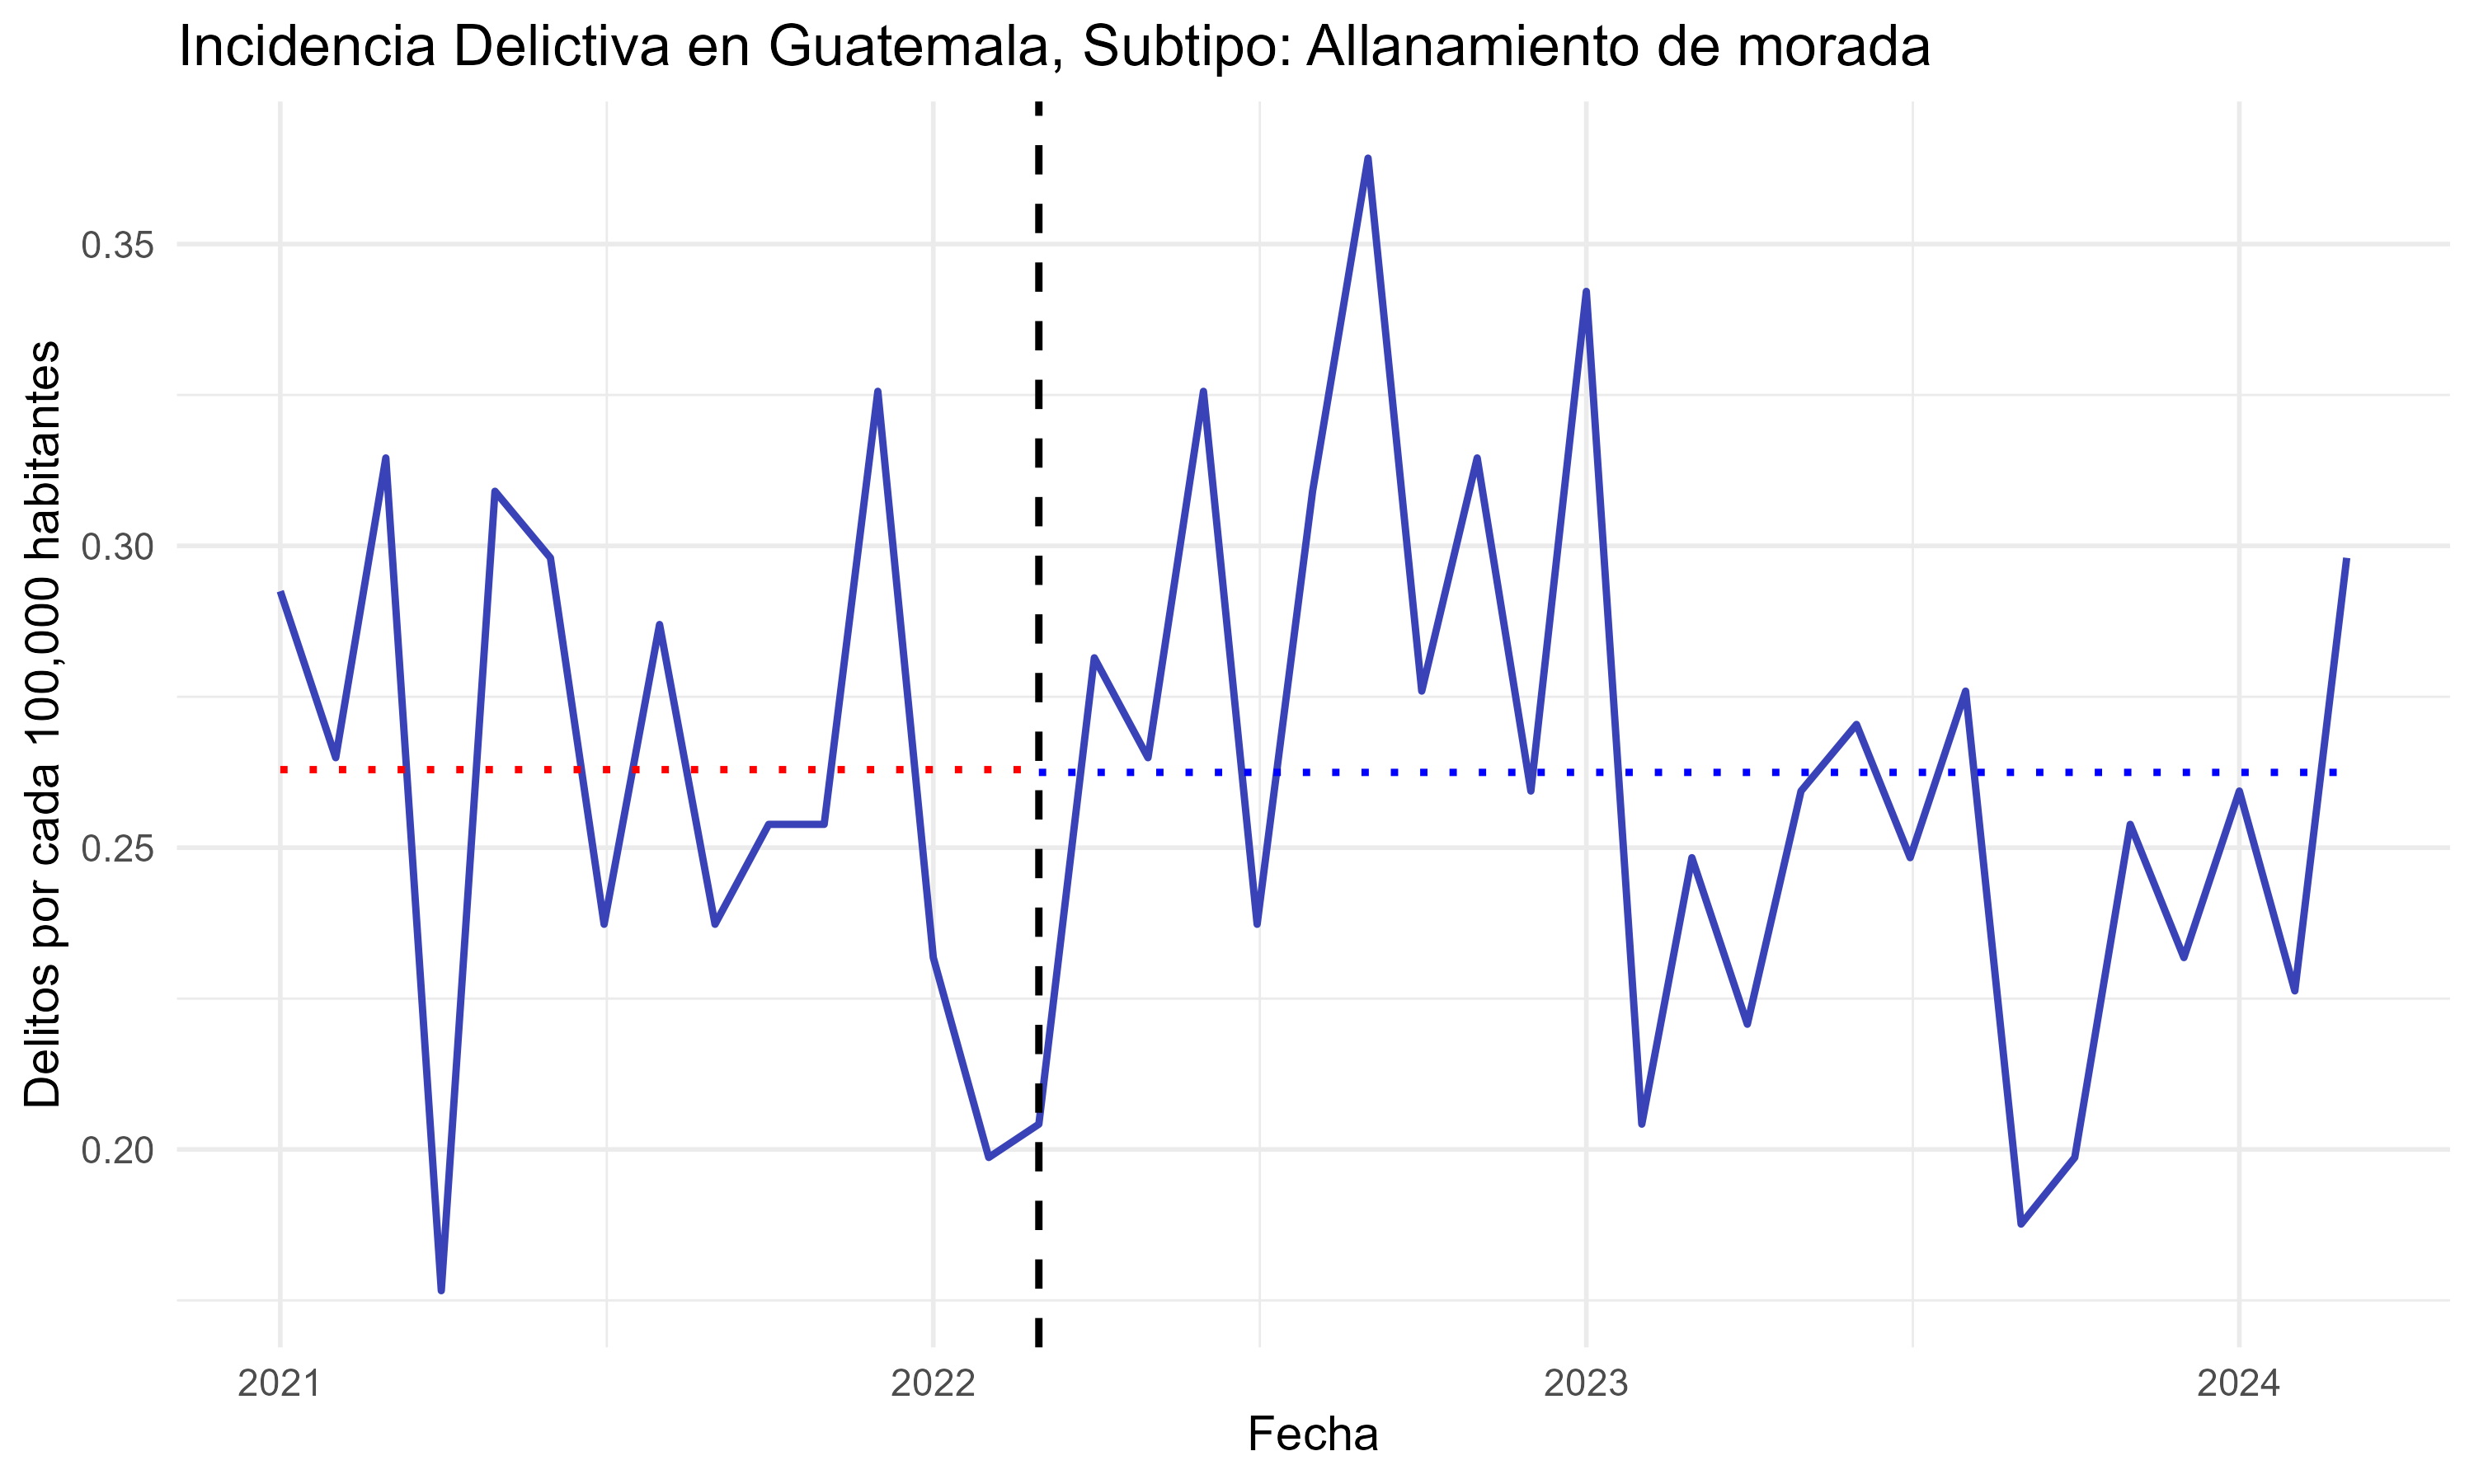 Incidencia Delictiva en Guatemala, Subtipo: Allanamiento de morada
Delitos por cada 100,000 habitantes
0.35
0.30
0.25
0.20
2021
2022
2023
2024
Fecha